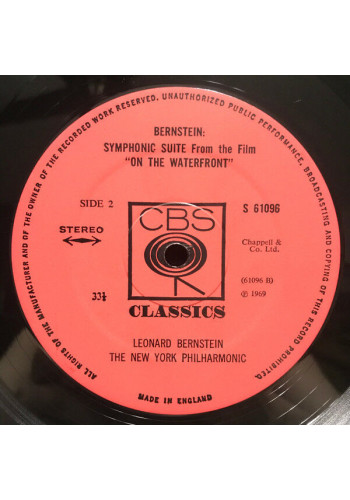 ALL RIGHTS OF THE MANUFACTURER AND OF THE OWNER OF THE RECORDED WORK RESERVED. UNAUTHORIZED PUBLIC PERFORMANCE, BROADCASTING AND COPYING OF THIS RECORD PROHIBITED.
BERNSTEIN:
SYMPHONIC SUITE From the Film
"ON THE WATERFRONT"
SIDE 2
CBS
S 61096
STEREO
Chappell &
Co. Ltd.
33⅓
(61096 B)
℗ 1969
CLASSICS
LEONARD BERNSTEIN
THE NEW YORK PHILHARMONIC
MADE IN ENGLAND